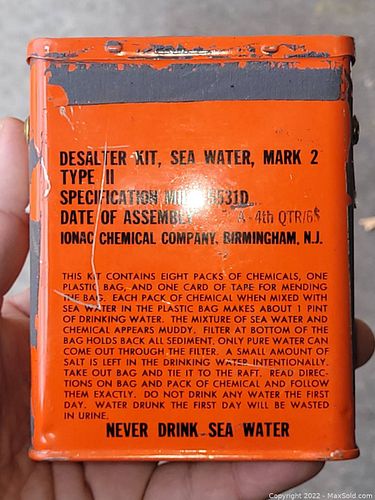 DESALTER KIT, SEA WATER, MARK 2
TYPE II
SPECIFICATION 5531D
DATE OF ASSEMBLY A-4th QTR/6
IONAC CHEMICAL COMPANY, BIRMINGHAM, N.J.
THIS KIT CONTAINS EIGHT PACKS OF CHEMICALS, ONE
PLASTIC BAG, AND ONE CARD OF TAPE FOR MENDING
THE BAG. EACH PACK OF CHEMICAL WHEN MIXED WITH
SEA WATER IN THE PLASTIC BAG MAKES ABOUT 1 PINT
OF DRINKING WATER. THE MIXTURE OF SEA WATER AND
CHEMICAL APPEARS MUDDY. FILTER AT BOTTOM OF THE
BAG HOLDS BACK ALL SEDIMENT, ONLY PURE WATER CAN
COME OUT THROUGH THE FILTER. A SMALL AMOUNT OF
SALT IS LEFT IN THE DRINKING WATER INTENTIONALLY.
TAKE OUT BAG AND TIE IT TO THE RAFT. READ DIREC-
TIONS ON BAG AND PACK OF CHEMICAL AND FOLLOW
THEM EXACTLY. DO NOT DRINK ANY WATER THE FIRST
DAY. WATER DRUNK THE FIRST DAY WILL BE WASTED
IN URINE.
NEVER DRINK SEA WATER
Copyright © 2022 - MaxSold.com